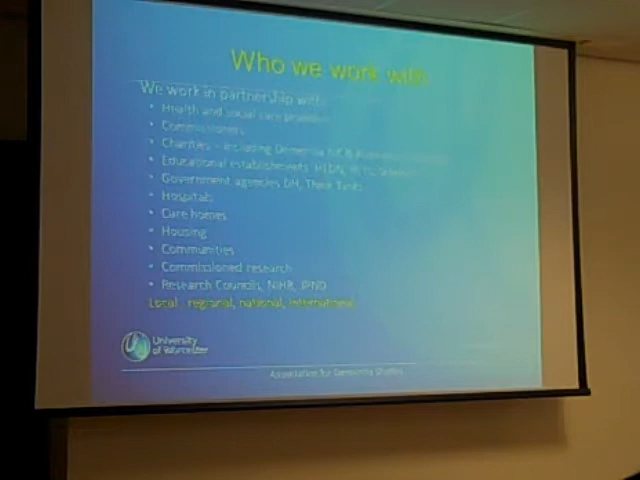 Who we work with
We work in partnership with:
• Health and social care providers
• Commissioners
• Charities - including Dementia UK &
• Educational establishments
• Government agencies DH, Think Tanks
• Hospitals
• Care homes
• Housing
• Communities
• Commissioned research
• Research Councils, NIHR, JPND
Local regional, national, international
University
of Worcester
Association for Dementia Studies